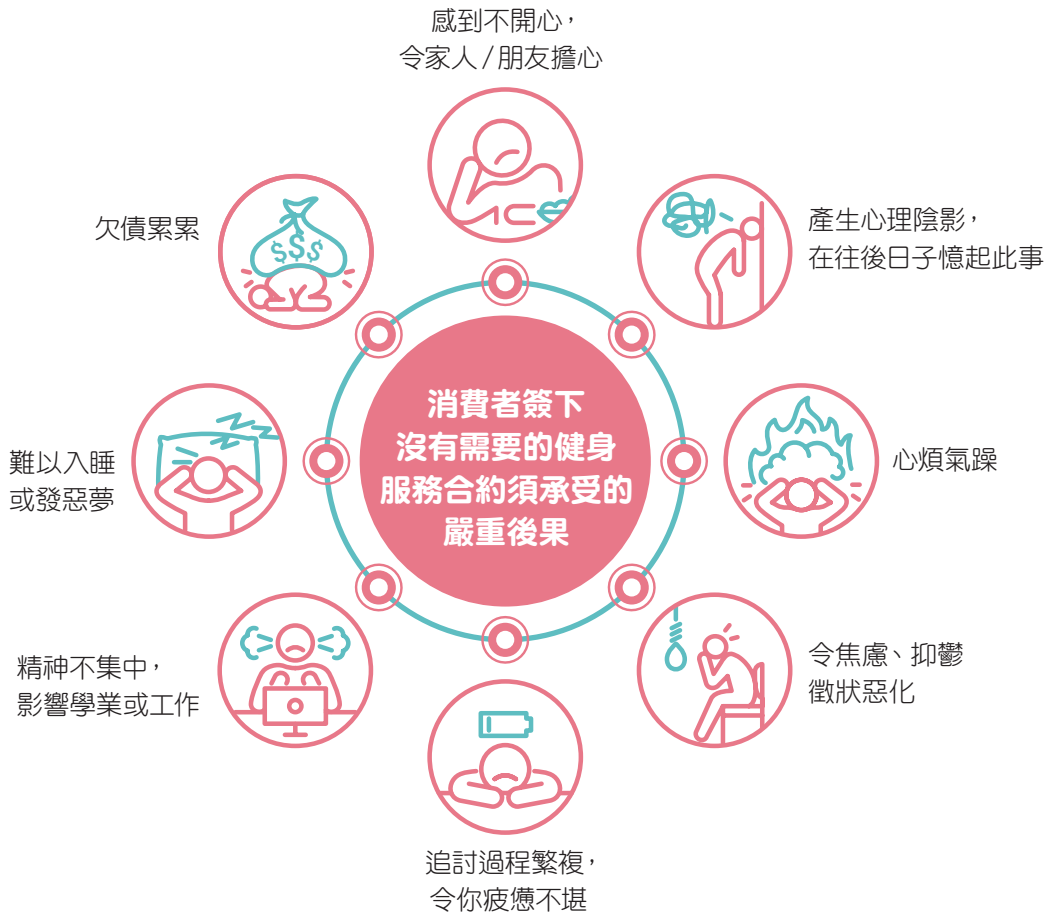 感到不開心，
令家人/朋友擔心
產生心理陰影，
在往後日子憶起此事
心煩氣躁
令焦慮、抑鬱
徵狀惡化
追討過程繁複，
令你疲憊不堪
精神不集中，
影響學業或工作
難以入睡
或發惡夢
欠債累累
$$$
消費者簽下
沒有需要的健身
服務合約須承受的
嚴重後果